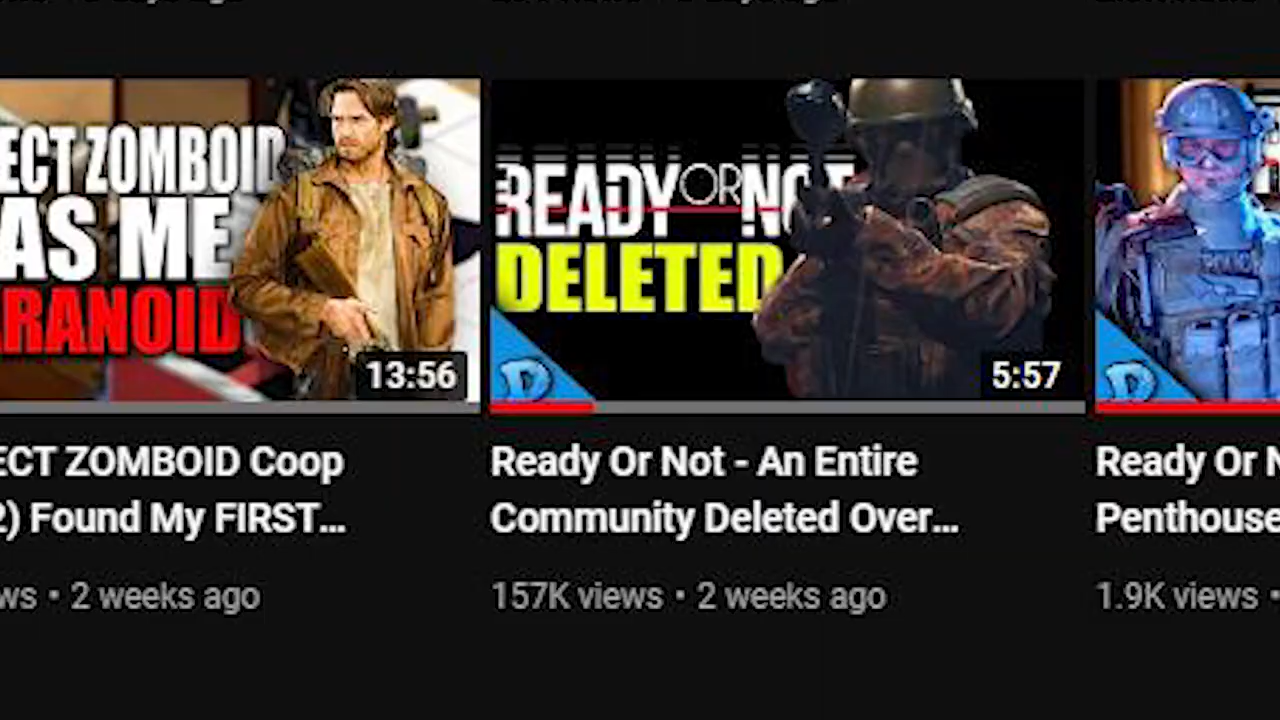 ECT ZOMBOID
AS ME
RANOID
13:56
READY OR NOT
DELETED
D
5:57
POLICE
D
ECT ZOMBOID Coop
2) Found My FIRST...
ws • 2 weeks ago
Ready Or Not - An Entire
Community Deleted Over...
157K views • 2 weeks ago
Ready Or N
Penthouse
1.9K views •